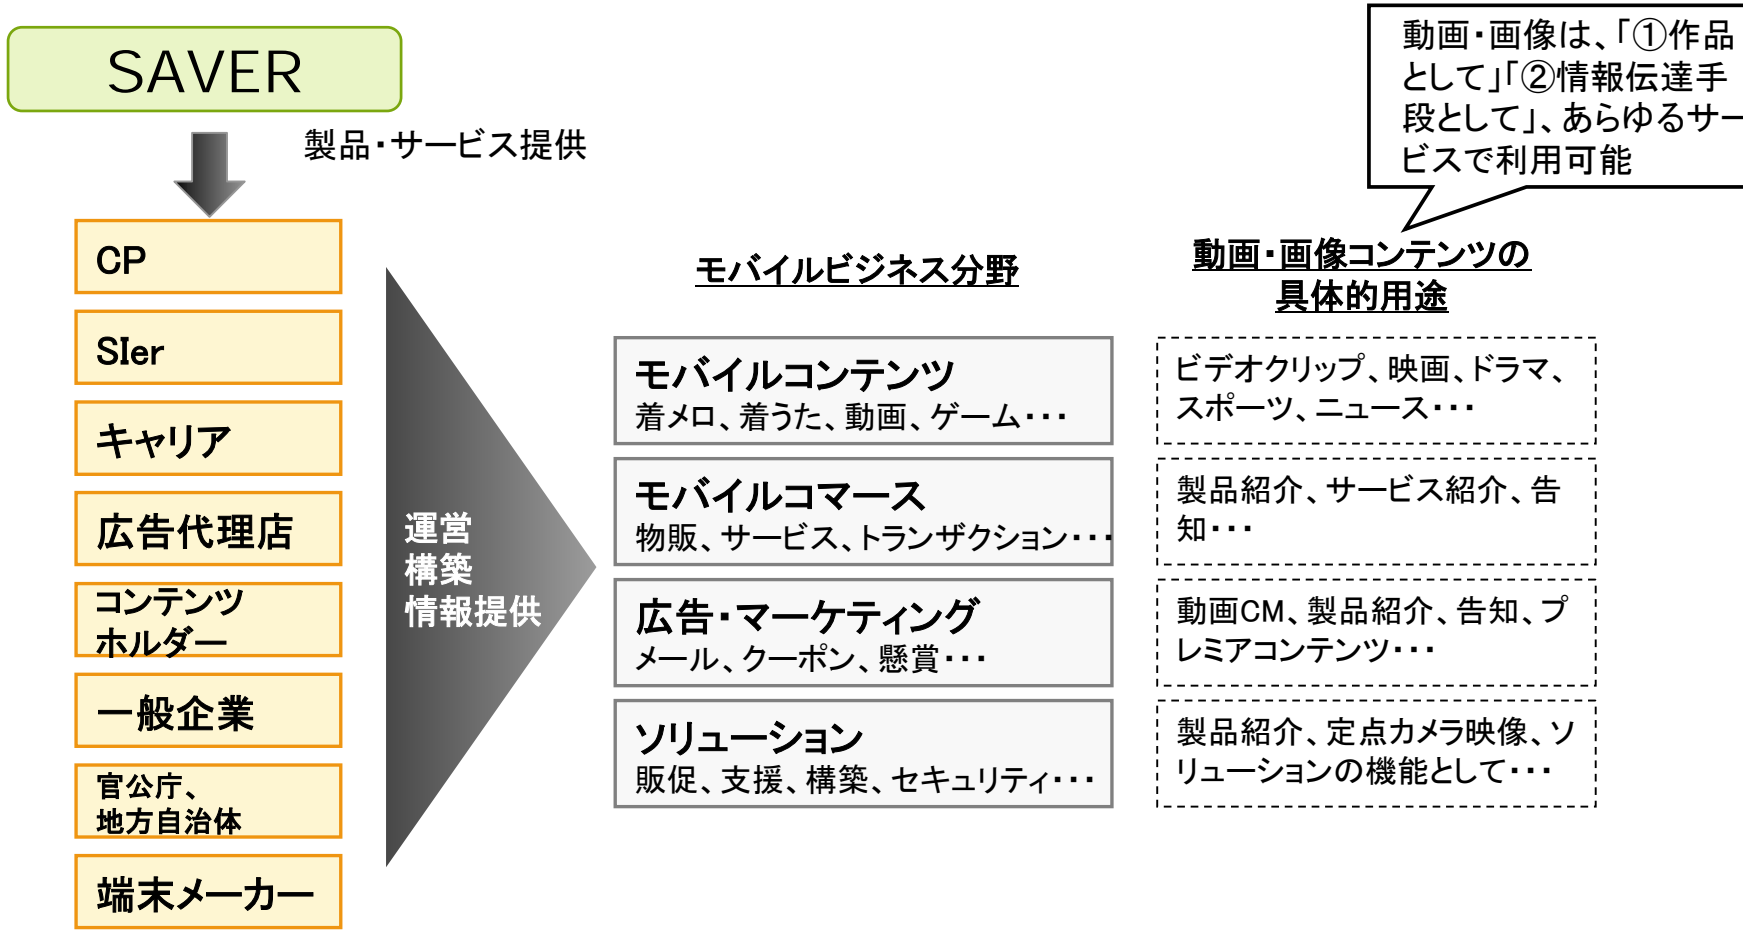 SAVER
製品・サービス提供
動画・画像は、「①作品
として」「②情報伝達手
段として」、あらゆるサー
ビスで利用可能
CP
SIer
キャリア
広告代理店
コンテンツ
ホルダー
一般企業
官公庁、
地方自治体
端末メーカー
運営
構築
情報提供
モバイルビジネス分野
モバイルコンテンツ
着メロ、着うた、動画、ゲーム・・・
モバイルコマース
物販、サービス、トランザクション・・・
広告・マーケティング
メール、クーポン、懸賞・・・
ソリューション
販促、支援、構築、セキュリティ・・・
動画・画像コンテンツの
具体的用途
ビデオクリップ、映画、ドラマ、
スポーツ、ニュース・・・
製品紹介、サービス紹介、告
知・・・
動画CM、製品紹介、告知、プ
レミアコンテンツ・・・
製品紹介、定点カメラ映像、ソ
リューションの機能として・・・